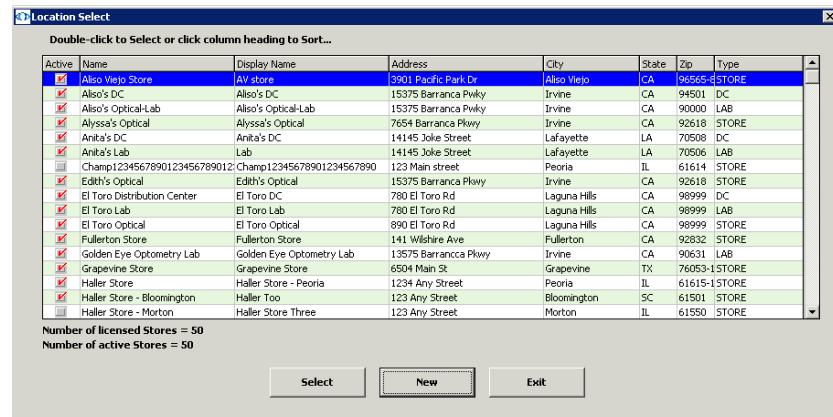 Location Select
Double-click to Select or click column heading to Sort...
Active Name Display Name Address City State Zip Type
Aliso Viejo Store AV store 3901 Pacific Park Dr Aliso Viejo CA 96565-8 STORE
Aliso's DC Aliso's DC 15375 Barranca Pwky Irvine CA 94501 DC
Aliso's Optical-Lab Aliso's Optical-Lab 15375 Barranca Pwky Irvine CA 90000 LAB
Alyssa's Optical Alyssa's Optical 7654 Barranca Pkwy Irvine CA 92618 STORE
Anita's DC Anita's DC 14145 Joke Street Lafayette LA 70508 DC
Anita's Lab Lab 14145 Joke Street Lafayette LA 70506 LAB
Champ1234567890123456789012 Champ12345678901234567890 123 Main street Peoria IL 61614 STORE
Edith's Optical Edith's Optical 15375 Barranca Pkwy Irvine CA 92618 STORE
El Toro Distribution Center El Toro DC 780 El Toro Rd Laguna Hills CA 98999 DC
El Toro Lab El Toro Lab 780 El Toro Rd Laguna Hills CA 98999 LAB
El Toro Optical El Toro Optical 890 El Toro Rd Laguna Hills CA 98999 STORE
Fullerton Store Fullerton Store 141 Wilshire Ave Fullerton CA 92832 STORE
Golden Eye Optometry Lab Golden Eye Optometry Lab 13575 Barrancca Pkwy Irvine CA 90631 LAB
Grapevine Store Grapevine Store 6504 Main St Grapevine TX 76053-1 STORE
Haller Store Haller Store - Peoria 1234 Any Street Peoria IL 61615-1 STORE
Haller Store - Bloomington Haller Too 123 Any Street Bloomington SC 61501 STORE
Haller Store - Morton Haller Store Three 123 Any Street Morton IL 61550 STORE
Number of licensed Stores = 50
Number of active Stores = 50
Select New Exit